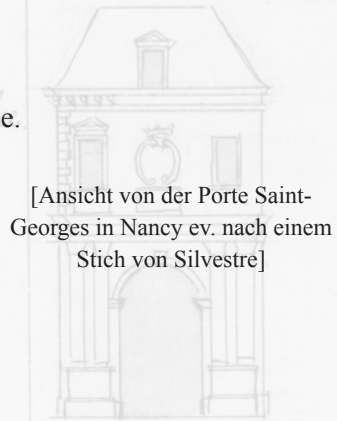 e.
[Ansicht von der Porte Saint-
Georges in Nancy ev. nach einem
Stich von Silvestre]